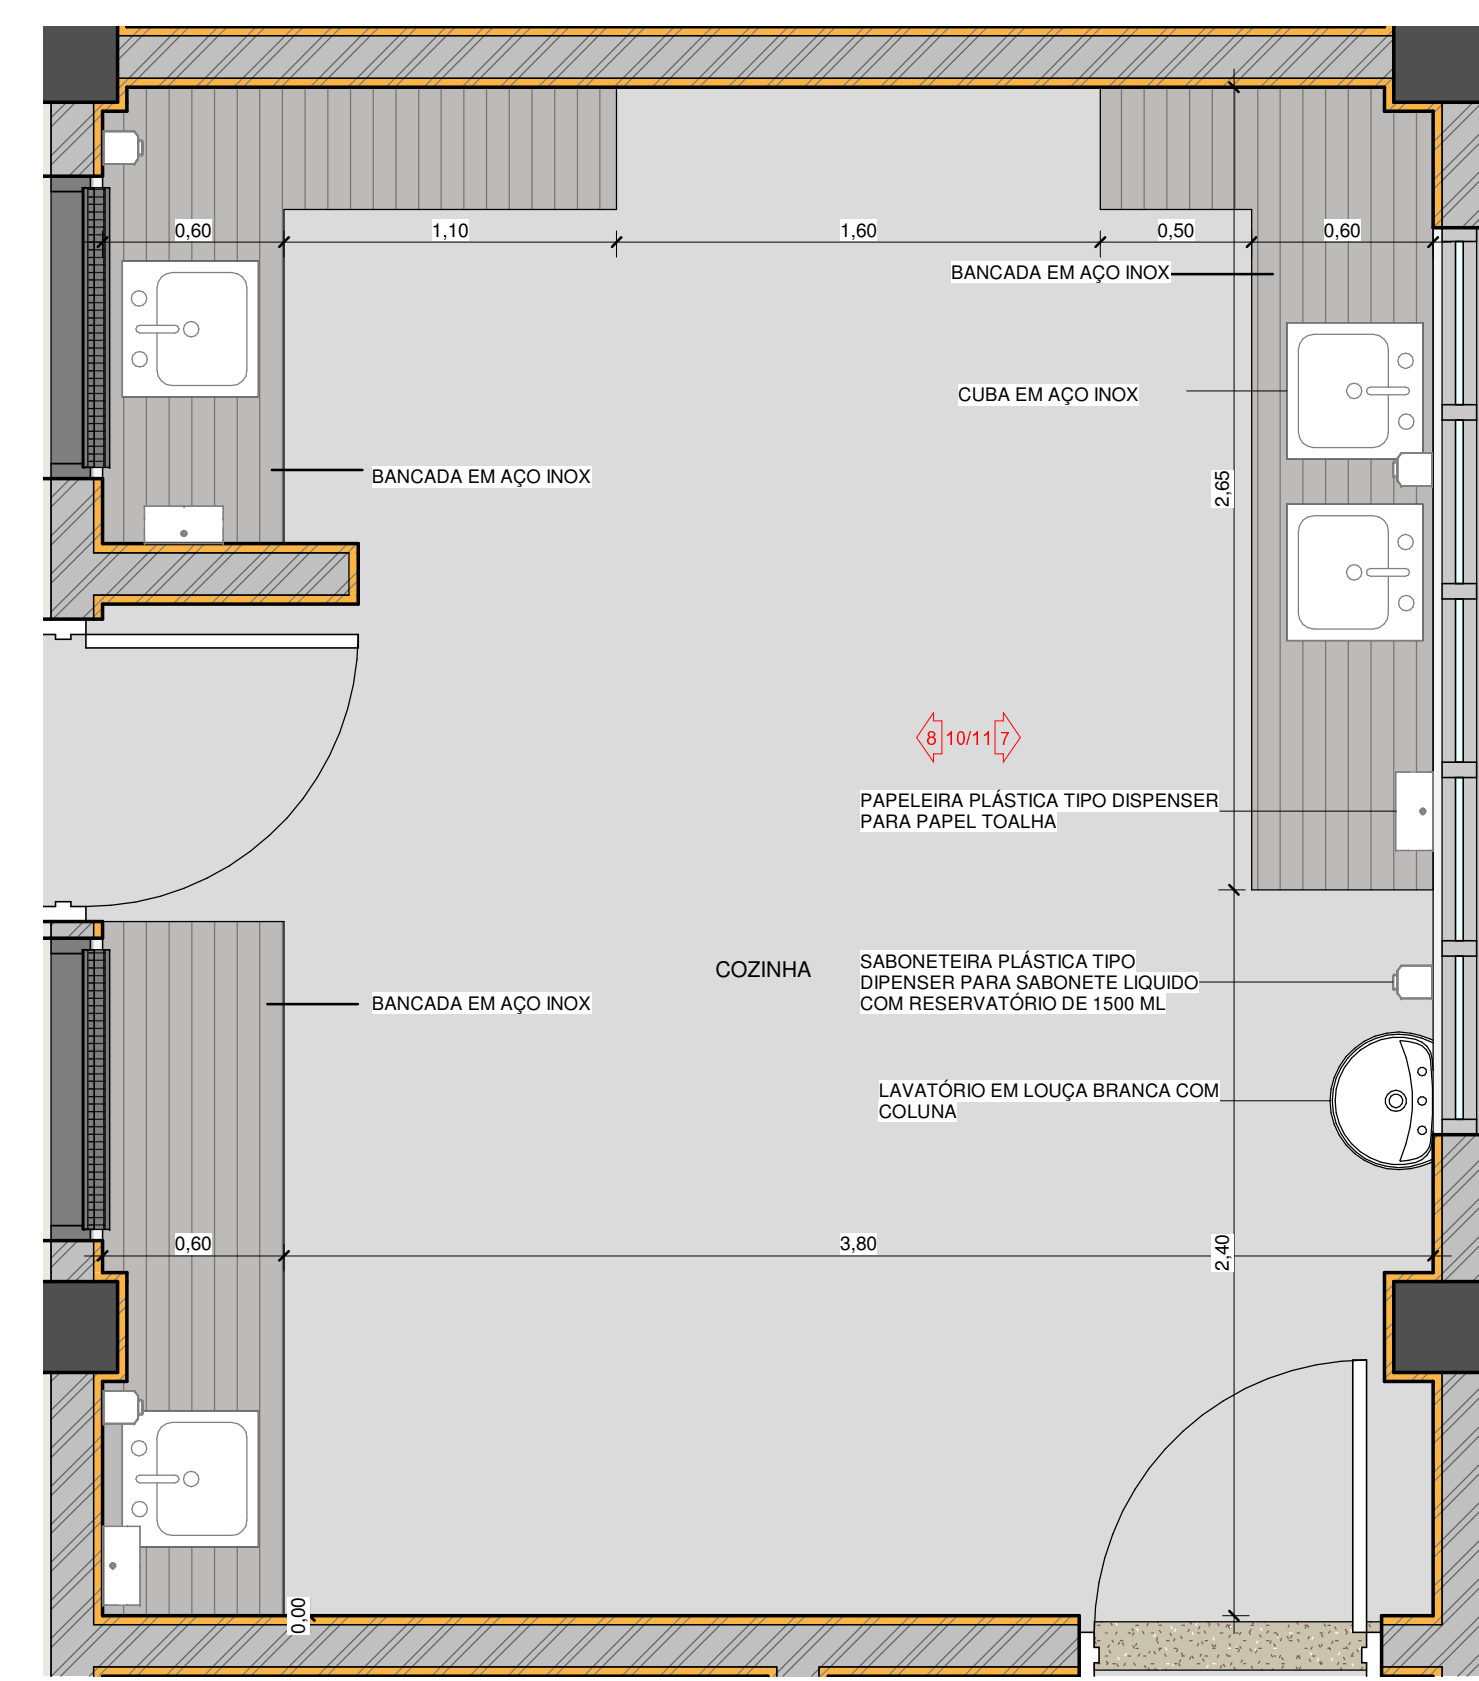 0,60
1,10
1,60
0,50
0,60
BANCADA EM AÇO INOX
CUBA EM AÇO INOX
BANCADA EM AÇO INOX
2,65
8 10/11 7
PAPELEIRA PLÁSTICA TIPO DISPENSER
PARA PAPEL TOALHA
COZINHA
SABONETEIRA PLÁSTICA TIPO
DIPENSER PARA SABONETE LIQUIDO
COM RESERVATÓRIO DE 1500 ML
BANCADA EM AÇO INOX
LAVATÓRIO EM LOUÇA BRANCA COM
COLUNA
0,60
3,80
2,40
0,00